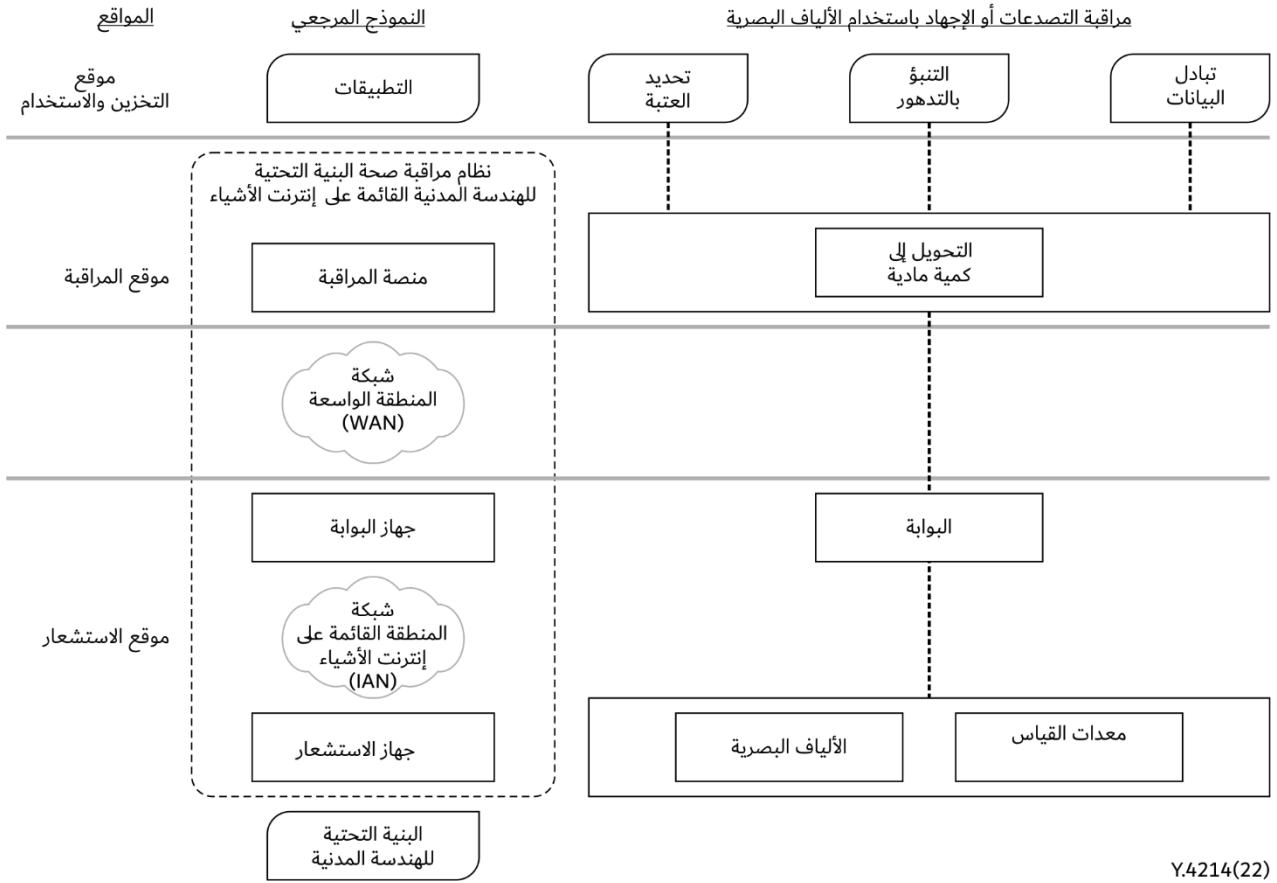 المواقع
النموذج المرجعي
مراقبة التصدعات أو الإجهاد باستخدام الألياف البصرية
موقع
التخزين والاستخدام
التطبيقات
تحديد
العتبة
التنبؤ
بالتدهور
تبادل
البيانات
نظام مراقبة صحة البنية التحتية
للهندسة المدنية القائمة على إنترنت الأشياء
موقع المراقبة
منصة المراقبة
التحويل إلى
كمية مادية
شبكة
المنطقة الواسعة
(WAN)
جهاز البوابة
البوابة
موقع الاستشعار
شبكة
المنطقة القائمة على
إنترنت الأشياء
(IAN)
جهاز الاستشعار
الألياف البصرية
معدات القياس
البنية التحتية
للهندسة المدنية
Y.4214(22)